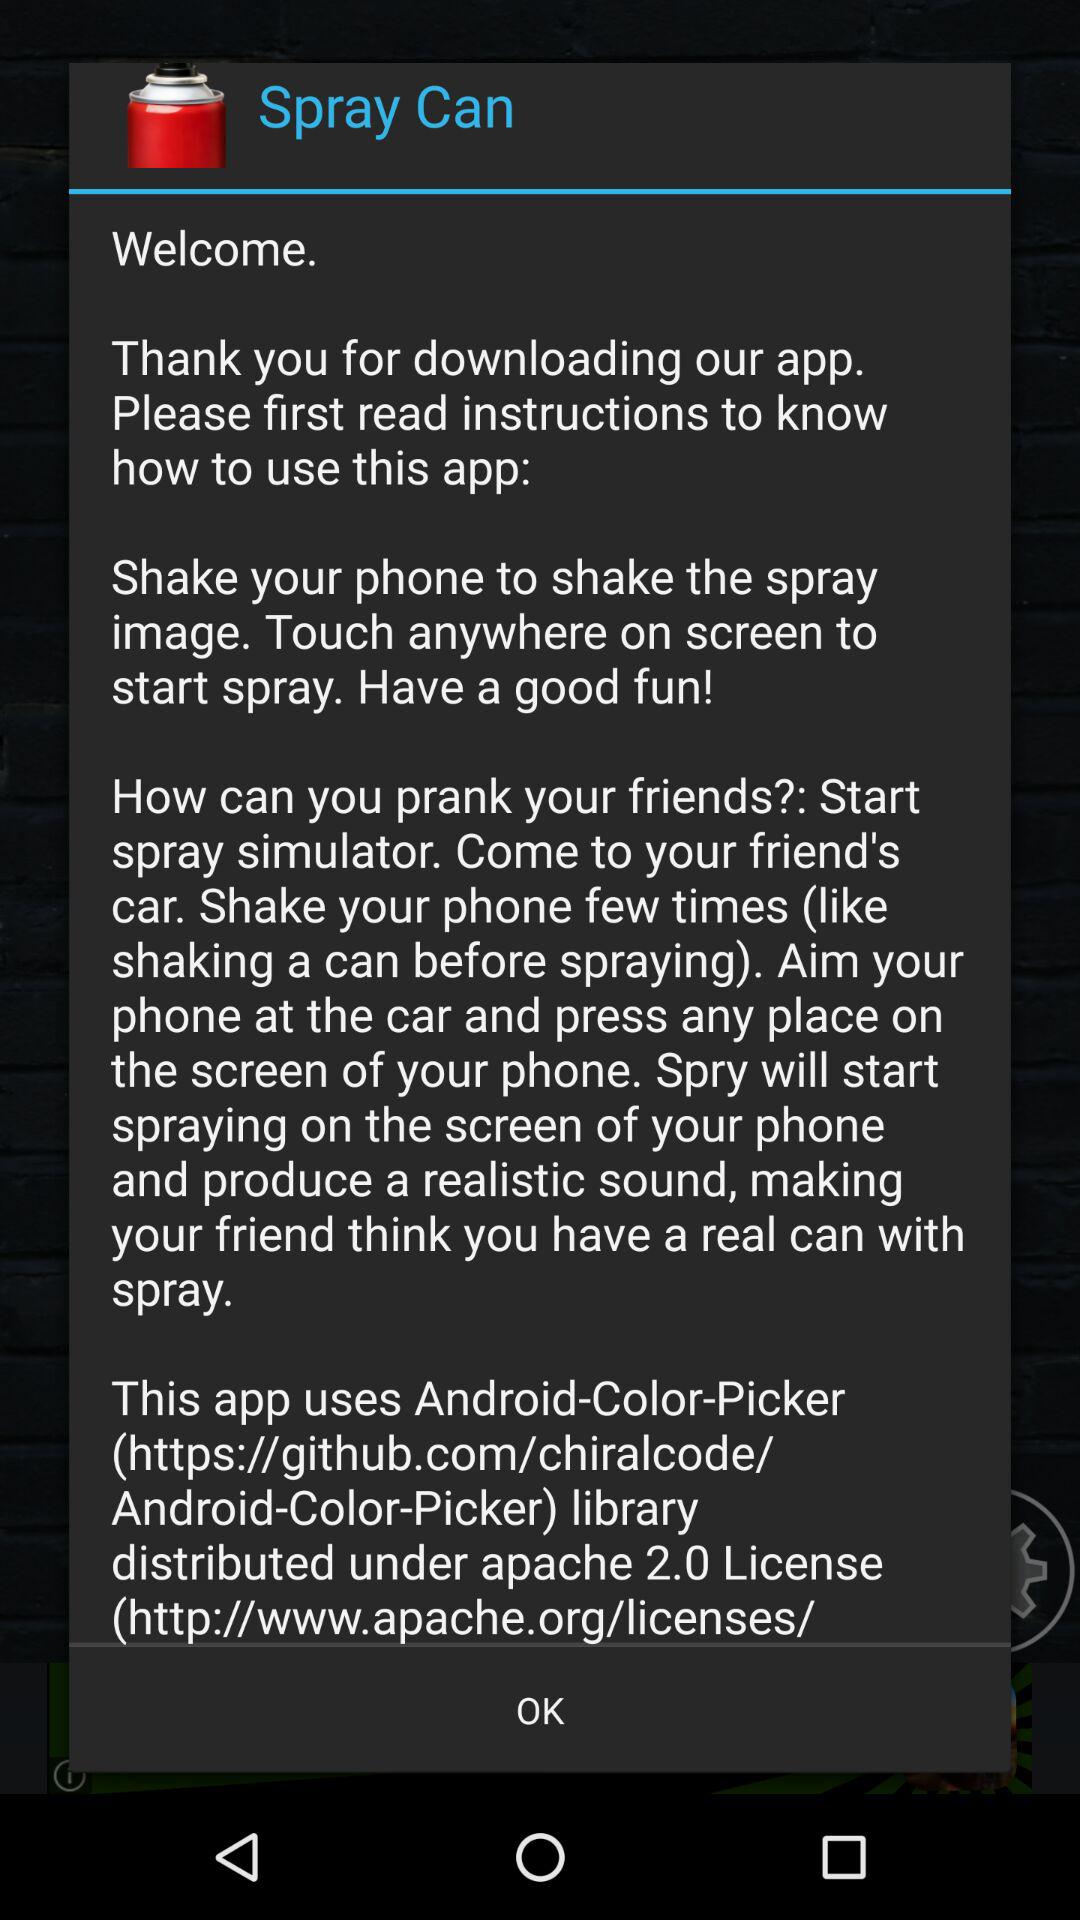 Spray Can
Welcome.
Thank you for downloading our app.
Please first read instructions to know
how to use this app:
Shake your phone to shake the spray
image. Touch anywhere on screen to
start spray. Have a good fun!
How can you prank your friends?: Start
spray simulator. Come to your friend's
car. Shake your phone few times (like
shaking a can before spraying). Aim your
phone at the car and press any place on
the screen of your phone. Spry will start
spraying on the screen of your phone
and produce a realistic sound, making
your friend think you have a real can with
spray.
This app uses Android-Color-Picker
(https://github.com/chiralcode/
Android-Color-Picker) library
distributed under apache 2.0 License
(http://www.apache.org/licenses/
OK